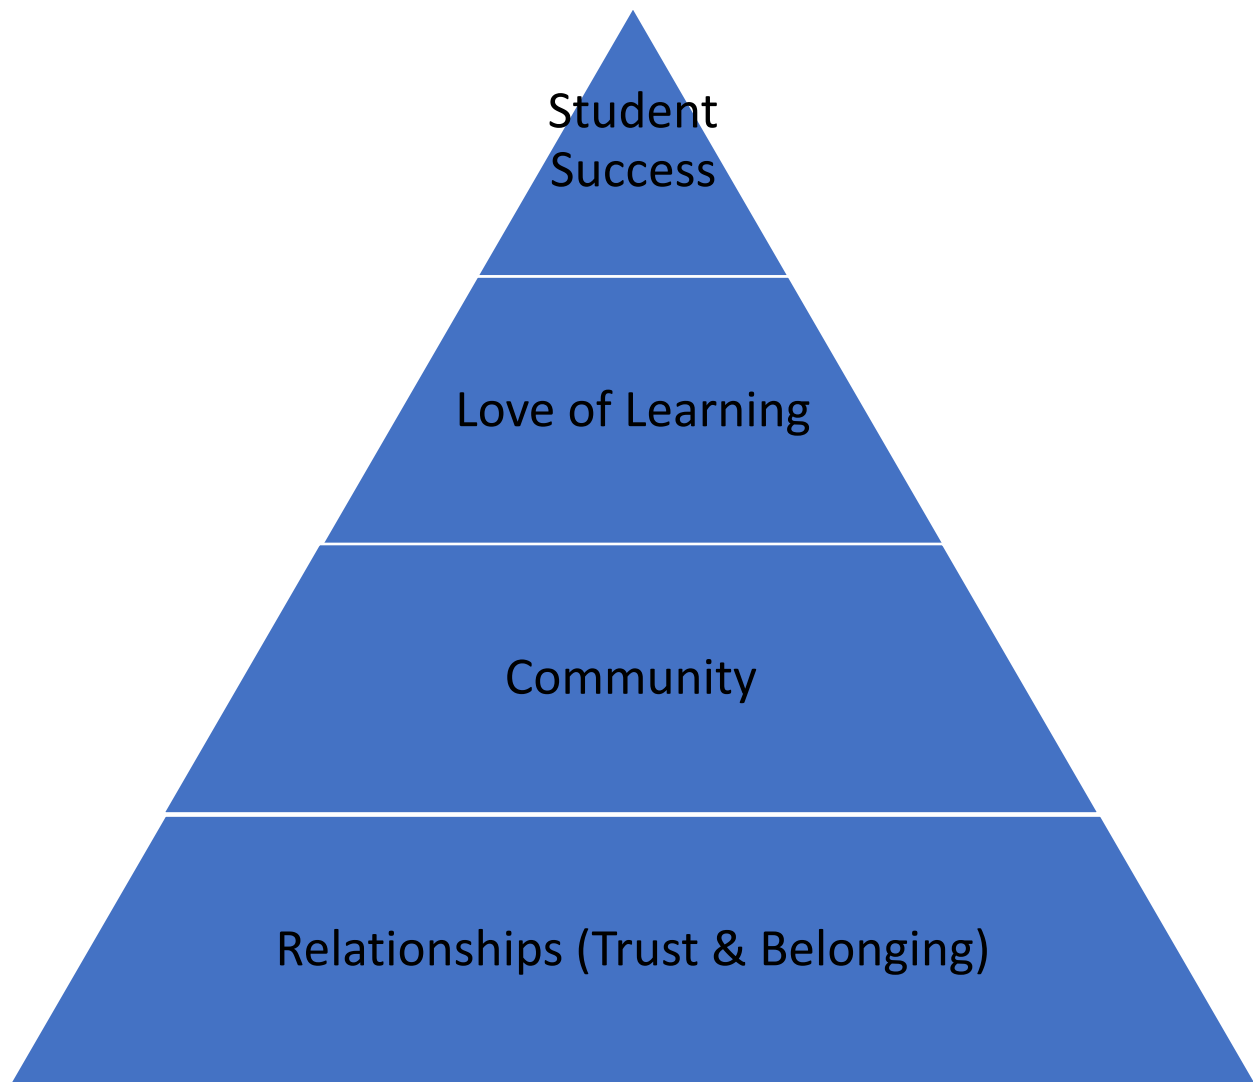 Student
Success
Love of Learning
Community
Relationships (Trust & Belonging)